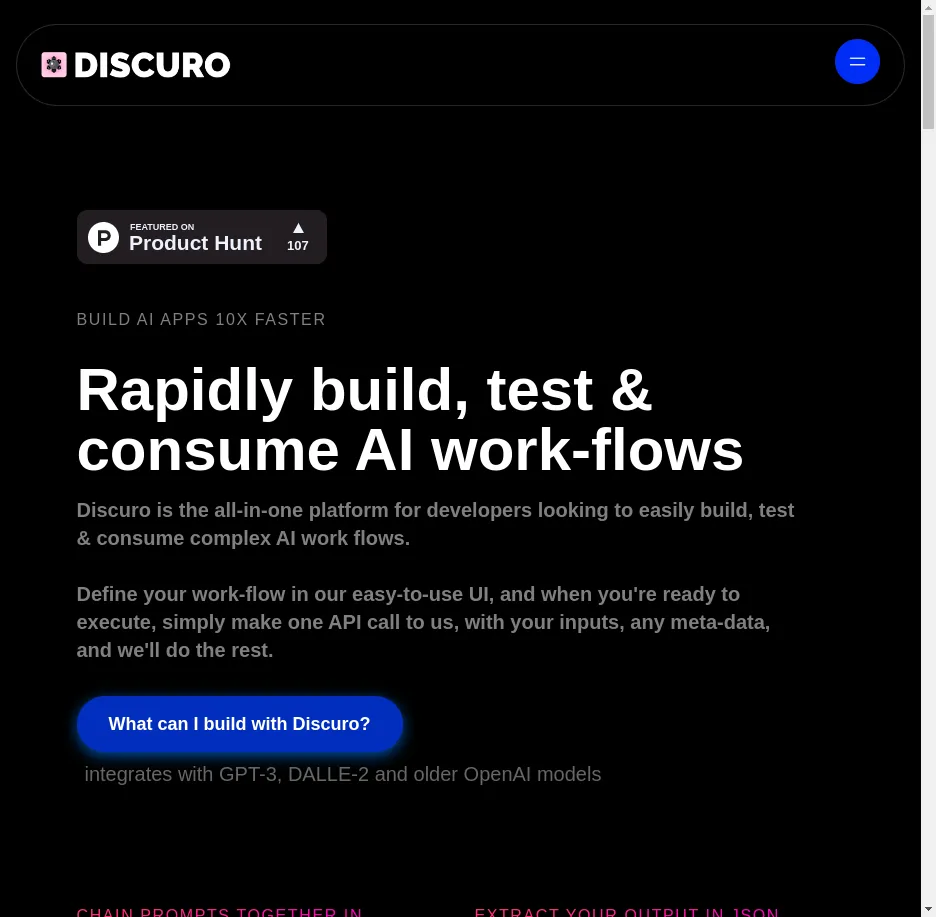 DISCURO
FEATURED ON
Product Hunt
▲
107
BUILD AI APPS 10X FASTER
Rapidly build, test &
consume AI work-flows
Discuro is the all-in-one platform for developers looking to easily build, test
& consume complex AI work flows.
Define your work-flow in our easy-to-use UI, and when you're ready to
execute, simply make one API call to us, with your inputs, any meta-data,
and we'll do the rest.
What can I build with Discuro?
integrates with GPT-3, DALLE-2 and older OpenAI models
CHAIN PROMPTS TOGETHER IN
EXTRACT YOUR OUTPUT IN JSON